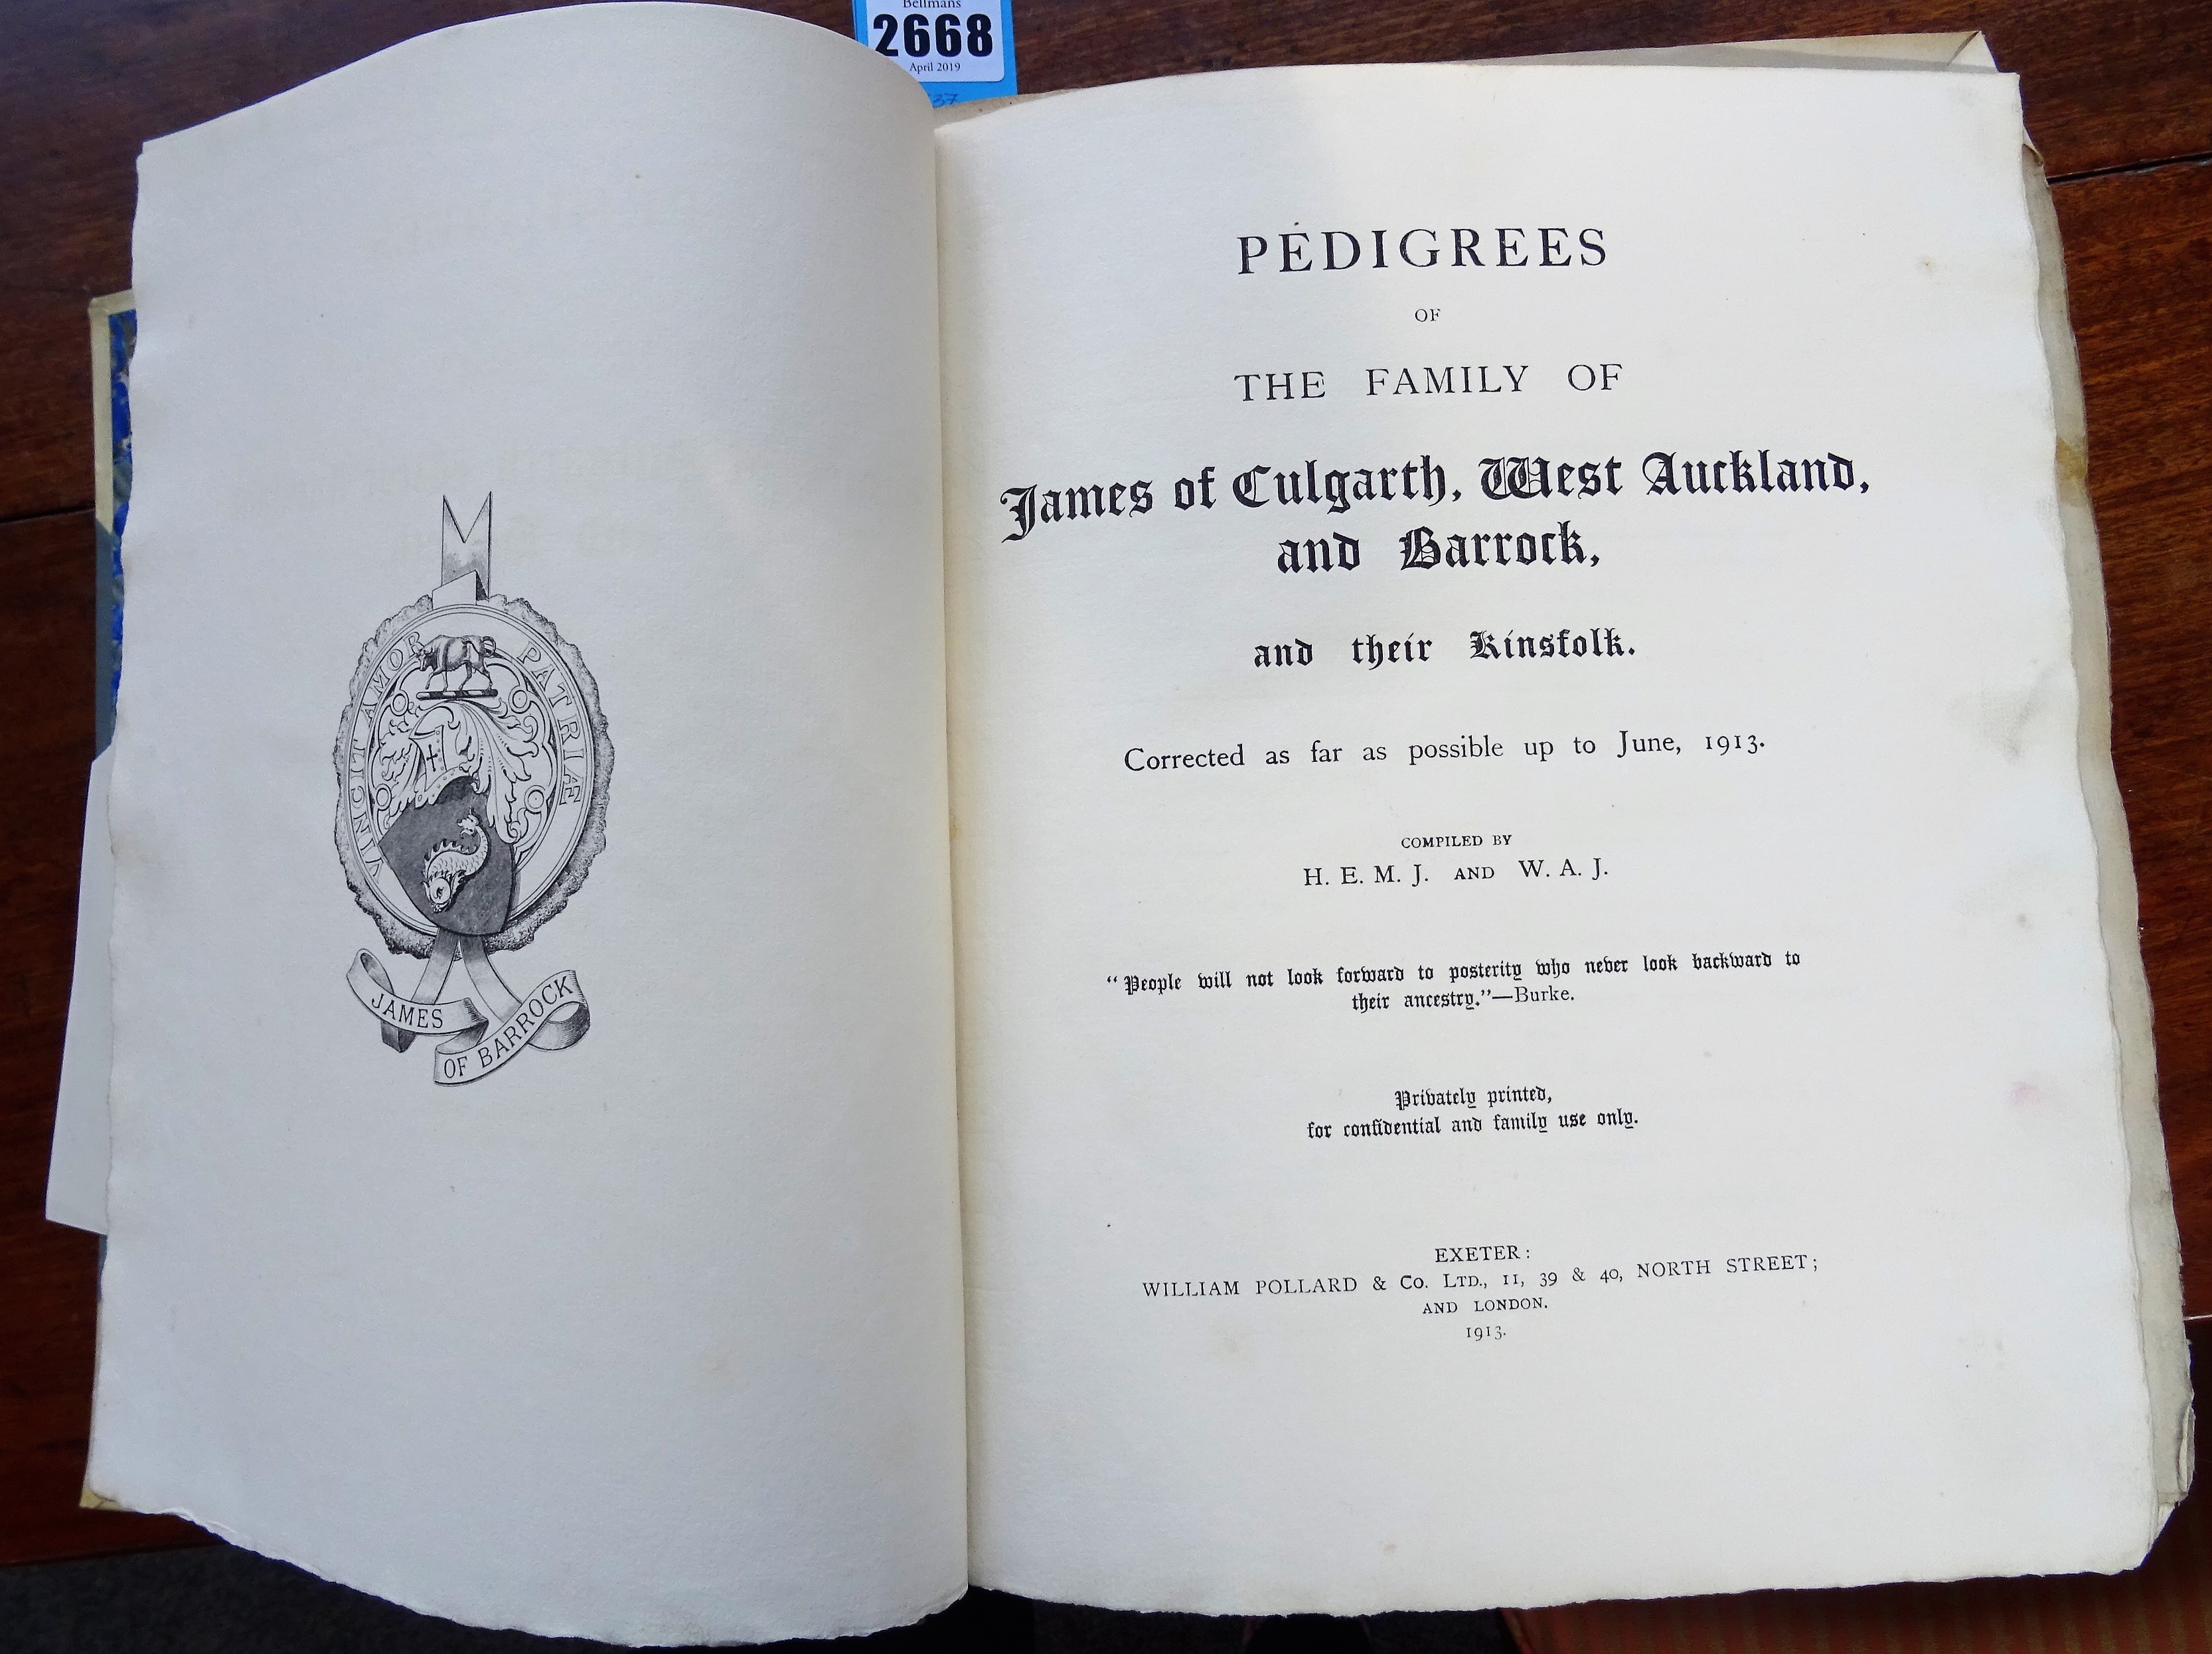 Bellmans
2668
April 2019
37
VINCIT AMOR PATRIÆ
JAMES
OF BARROCK
PEDIGREES
OF
THE FAMILY OF
James of Culgarth, West Auckland,
and Barrock,
and their Kinsfolk.
Corrected as far as possible up to June, 1913.
COMPILED BY
H. E. M. J. AND W. A. J.
“People will not look forward to posterity who never look backward to
their ancestry.”—Burke.
Privately printed,
for confidential and family use only.
EXETER:
WILLIAM POLLARD & Co. LTD., 11, 39 & 40, NORTH STREET;
AND LONDON.
1913.